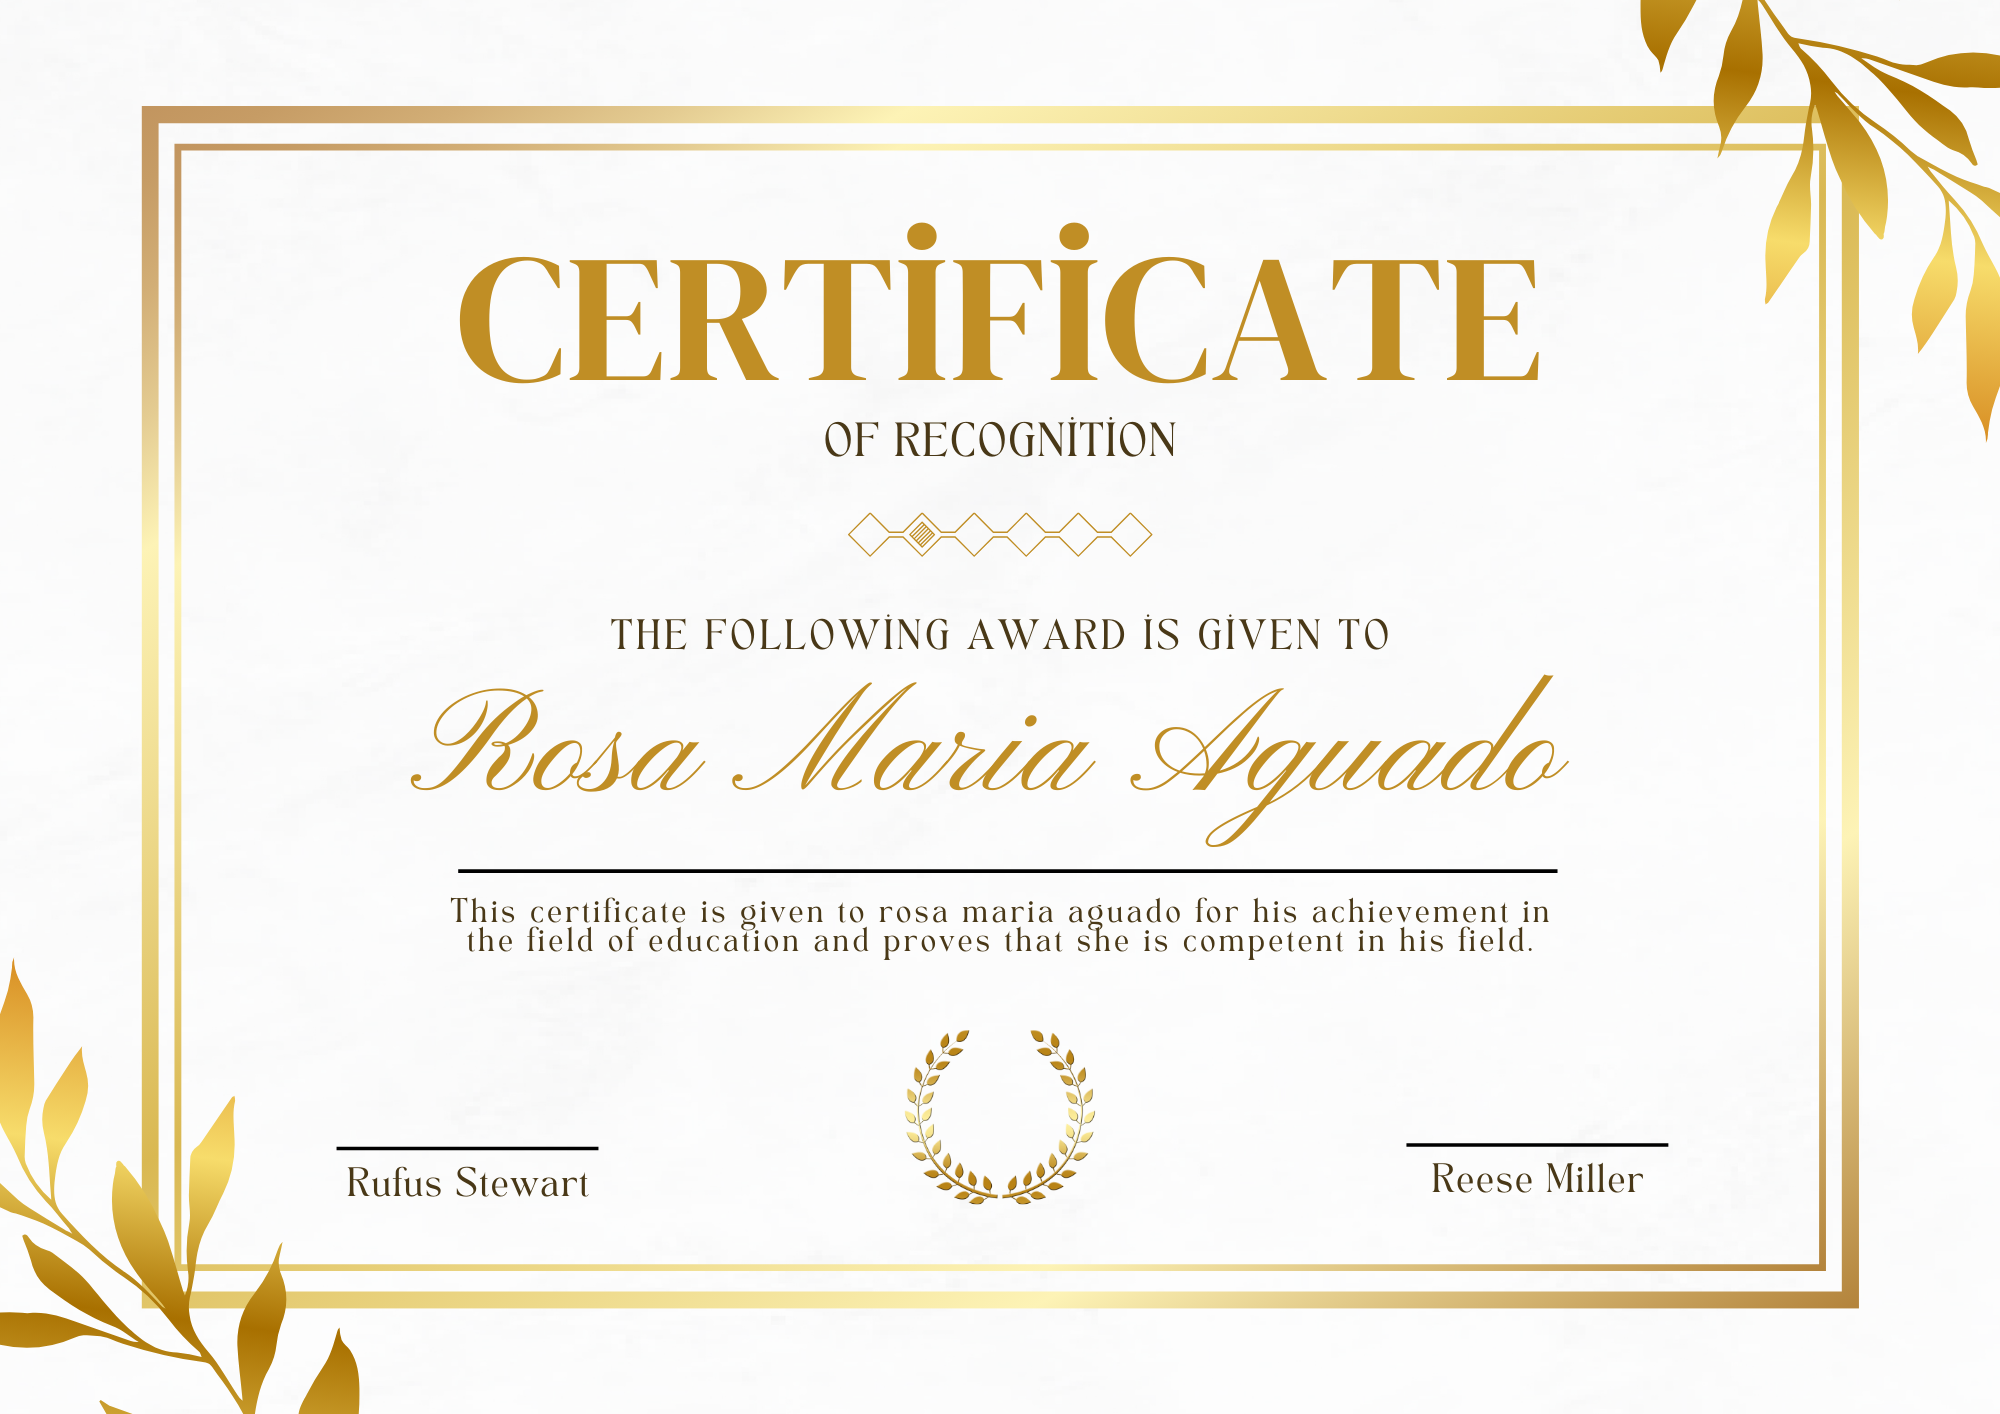 CERTİFİCATE
OF RECOGNİTİON
THE FOLLOWİNG AWARD İS GİVEN TO
Rosa Maria Aguado
This certificate is given to rosa maria aguado for his achievement in
the field of education and proves that she is competent in his field.
Rufus Stewart
Reese Miller